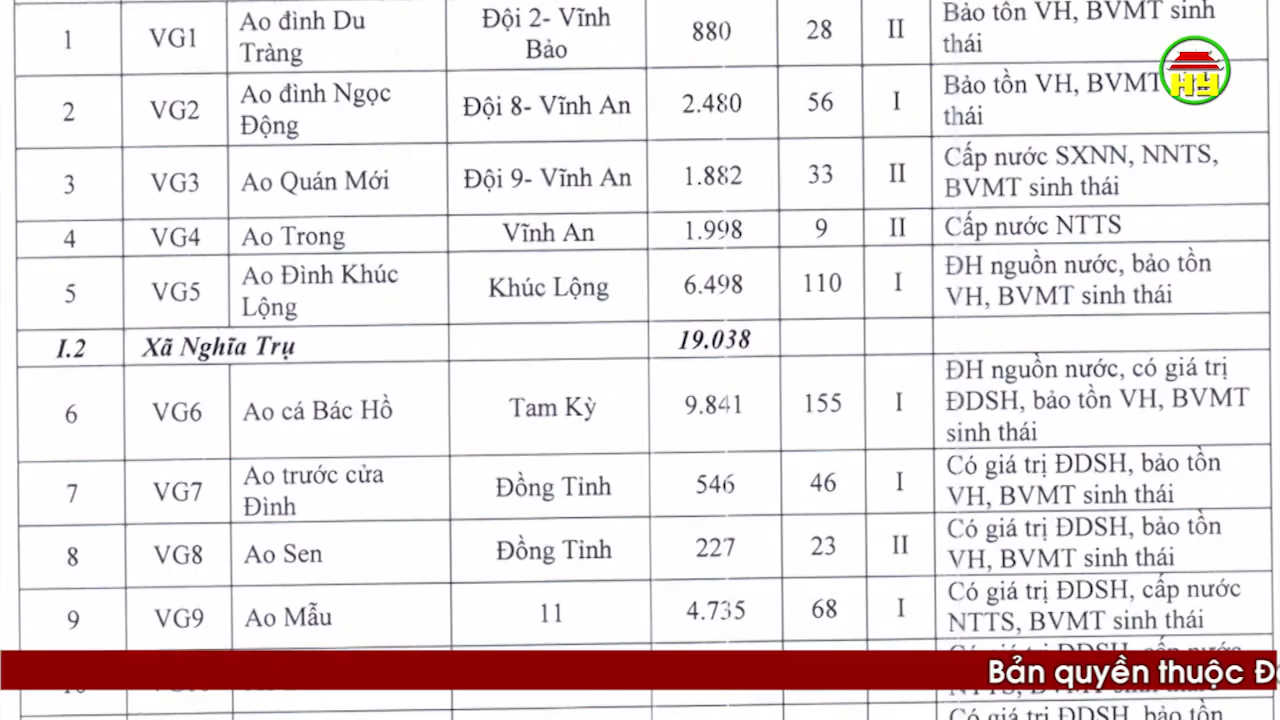 1 VG1 Ao đình Du Tràng Đội 2- Vĩnh Bảo 880 28 II Bảo tồn VH, BVMT sinh thái
2 VG2 Ao đình Ngọc Động Đội 8- Vĩnh An 2.480 56 I Bảo tồn VH, BVMT thái
3 VG3 Ao Quán Mới Đội 9- Vĩnh An 1.882 33 II Cấp nước SXNN, NNTS, BVMT sinh thái
4 VG4 Ao Trong Vĩnh An 1.998 9 II Cấp nước NTTS
5 VG5 Ao Đình Khúc Lộng Khúc Lộng 6.498 110 I ĐH nguồn nước, bảo tồn VH, BVMT sinh thái
I.2 Xã Nghĩa Trụ 19.038
6 VG6 Ao cá Bác Hồ Tam Kỳ 9.841 155 I ĐH nguồn nước, có giá trị ĐDSH, bảo tồn VH, BVMT sinh thái
7 VG7 Ao trước cửa Đình Đồng Tỉnh 546 46 I Có giá trị ĐDSH, bảo tồn VH, BVMT sinh thái
8 VG8 Ao Sen Đồng Tỉnh 227 23 II Có giá trị ĐDSH, bảo tồn VH, BVMT sinh thái
9 VG9 Ao Mẫu 11 4.735 68 I Có giá trị ĐDSH, cấp nước NTTS, BVMT sinh thái
Có giá trị ĐDSH, bảo tồn
HY
Bản quyền thuộc